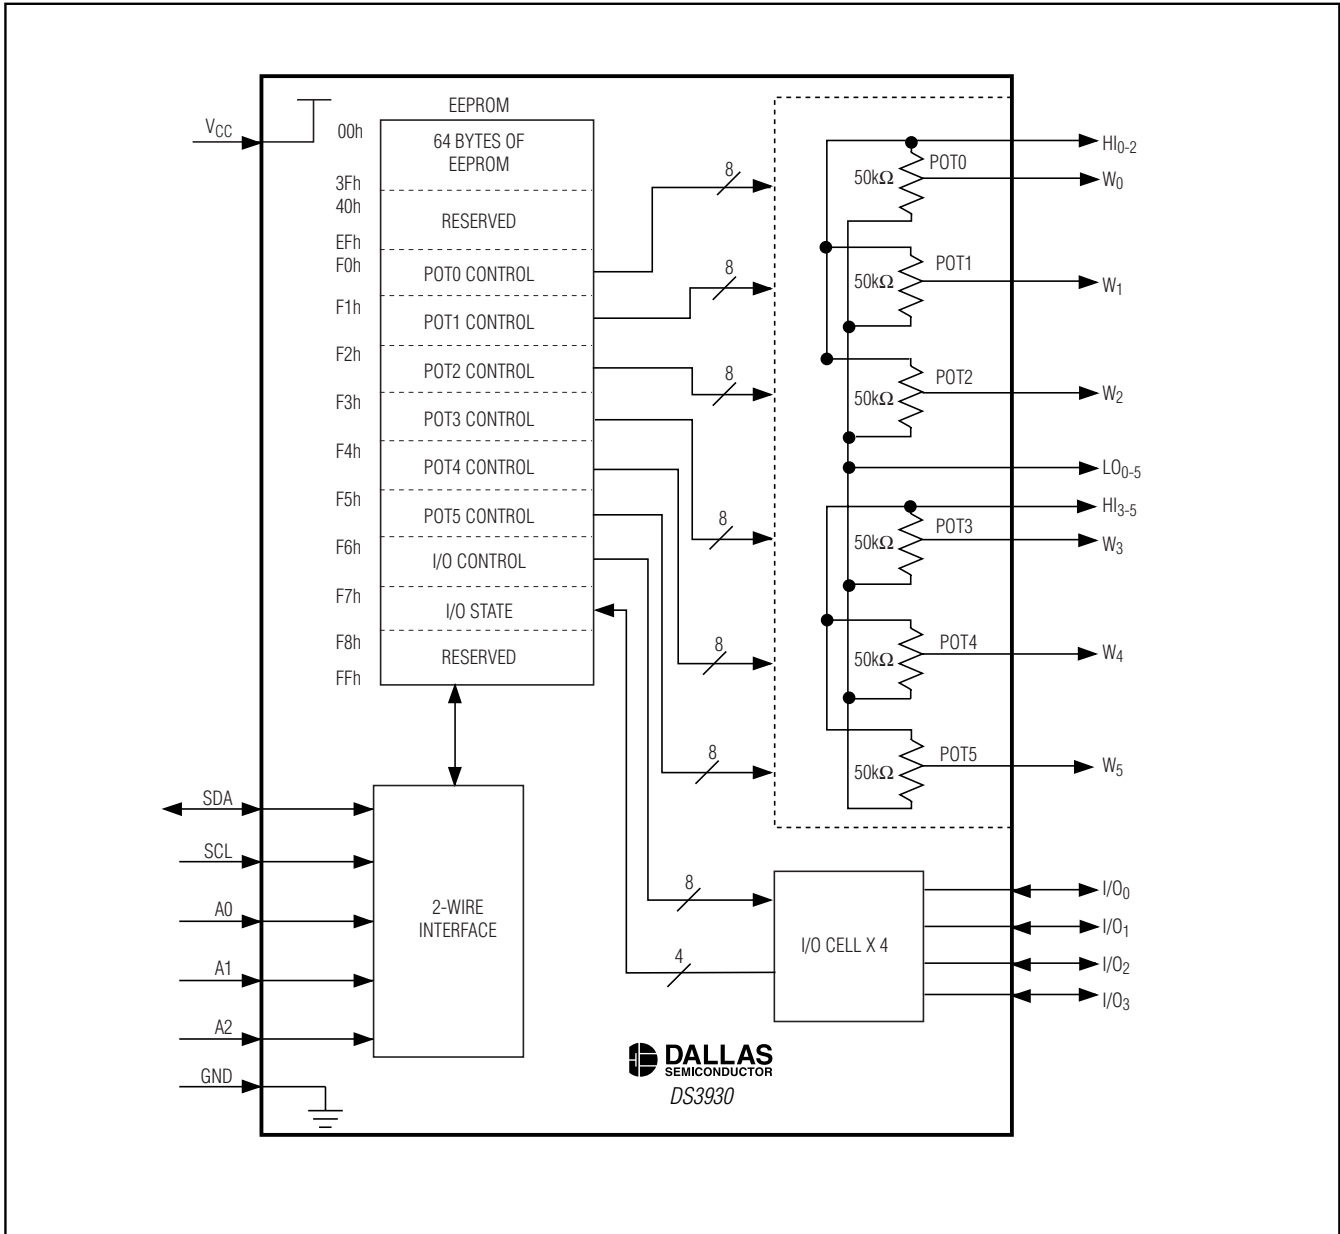 EEPROM
V_CC
00h
64 BYTES OF
EEPROM
3Fh
40h
RESERVED
EFh
F0h
POT0 CONTROL
F1h
POT1 CONTROL
F2h
POT2 CONTROL
F3h
POT3 CONTROL
F4h
POT4 CONTROL
F5h
POT5 CONTROL
F6h
I/O CONTROL
F7h
I/O STATE
F8h
RESERVED
FFh
8
8
8
8
8
8
8
4
POT0
50kΩ
HI0-2
W0
POT1
50kΩ
W1
POT2
50kΩ
W2
LO0-5
HI3-5
POT3
50kΩ
W3
POT4
50kΩ
W4
POT5
50kΩ
W5
SDA
SCL
A0
A1
A2
GND
2-WIRE
INTERFACE
I/O CELL X 4
I/O0
I/O1
I/O2
I/O3
DALLAS
SEMICONDUCTOR
DS3930